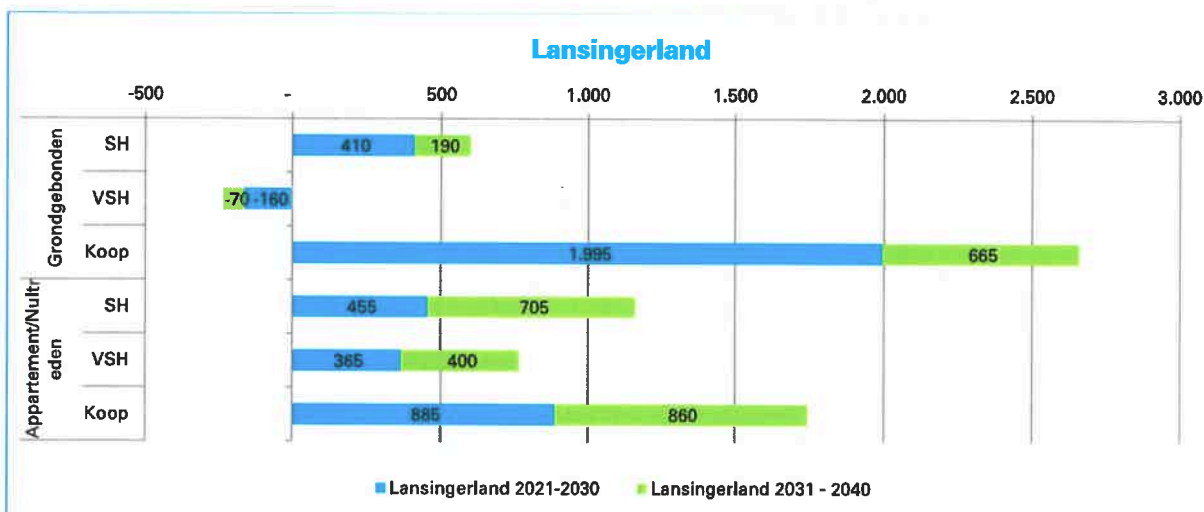 Lansingerland
-500 - 500 1.000 1.500 2.000 2.500 3.000
Grondgebonden
SH 410 190
VSH -70 -160
Koop 1.995 665
Appartement/Nultr
eden
SH 455 705
VSH 365 400
Koop 885 860
Lansingerland 2021-2030 Lansingerland 2031 - 2040